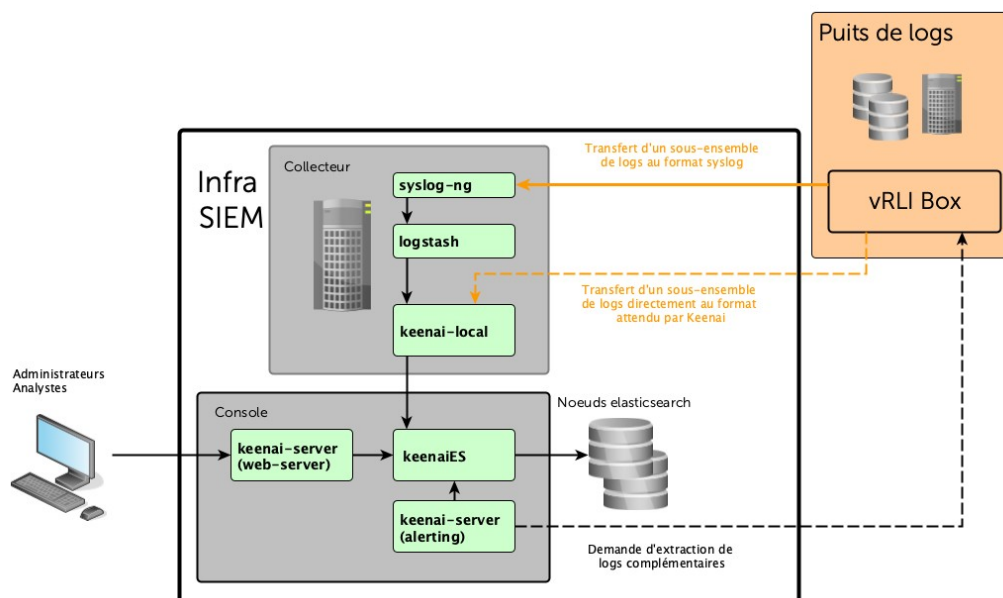 Puits de logs
vRLI Box
Transfert d'un sous-ensemble
de logs au format syslog
Infra
SIEM
Collecteur
syslog-ng
logstash
keenai-local
Transfert d'un sous-ensemble
de logs directement au format
attendu par Keenai
Administrateurs
Analystes
Console
keenai-server
(web-server)
keenaiES
keenai-server
(alerting)
Noeuds elasticsearch
Demande d'extraction de
logs complémentaires